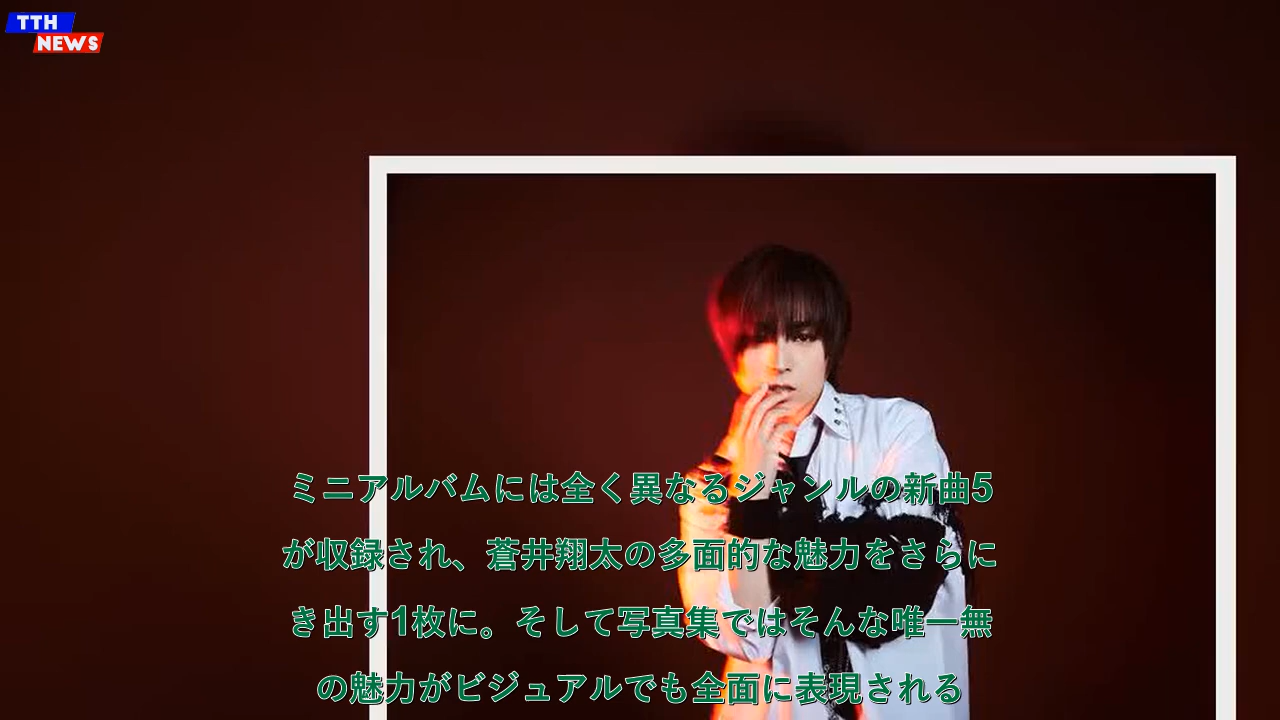 TTH
NEWS
ミニアルバムには全く異なるジャンルの新曲5
が収録され、蒼井翔太の多面的な魅力をさらに
き出す1枚に。そして写真集ではそんな唯一無
の魅力がビジュアルでも全面に表現される